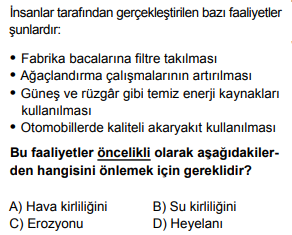 İnsanlar tarafından gerçekleştirilen bazı faaliyetler
şunlardır:
• Fabrika bacalarına filtre takılması
• Ağaçlandırma çalışmalarının artırılması
• Güneş ve rüzgâr gibi temiz enerji kaynakları
kullanılması
• Otomobillerde kaliteli akaryakıt kullanılması
Bu faaliyetler öncelikli olarak aşağıdakiler-
den hangisini önlemek için gereklidir?
A) Hava kirliliğini B) Su kirliliğini
C) Erozyonu D) Heyelanı